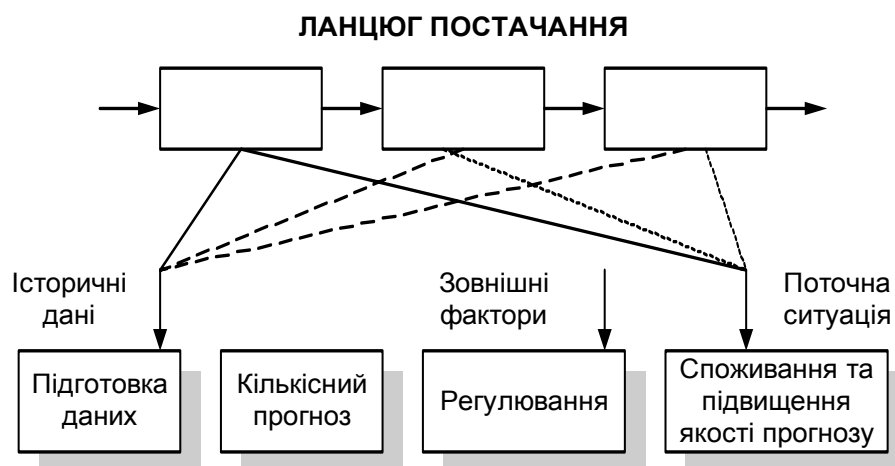 ЛАНЦЮГ ПОСТАЧАННЯ
Історичні
дані
Зовнішні
фактори
Поточна
ситуація
Підготовка
даних
Кількісний
прогноз
Регулювання
Споживання та
підвищення
якості прогнозу